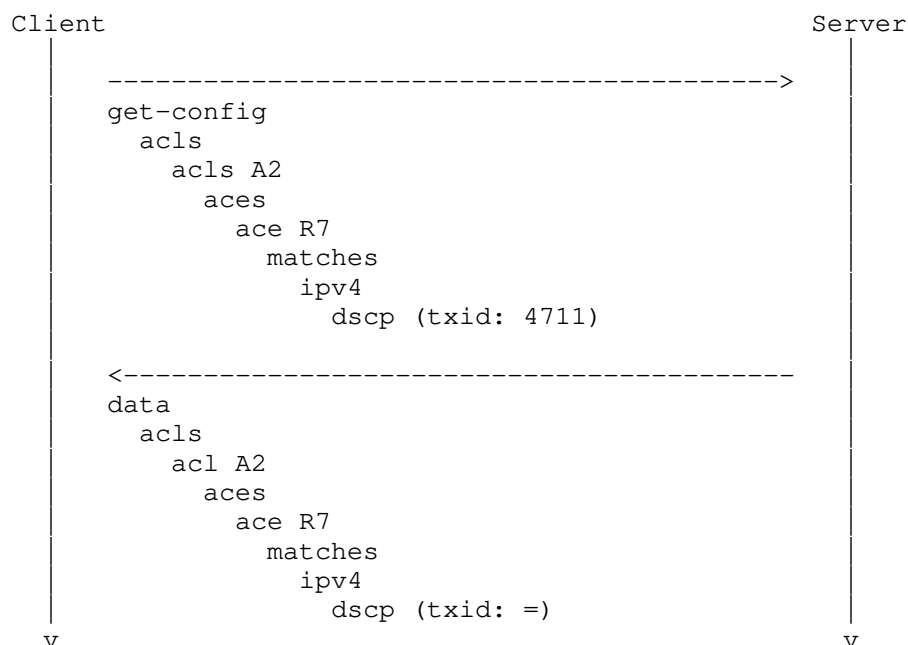 Client                                            Server
------------------------------------------>
get-config
acls
acls A2
aces
ace R7
matches
ipv4
dscp (txid: 4711)
<------------------------------------------
data
acls
acl A2
aces
ace R7
matches
ipv4
dscp (txid: =)
v                                                  v